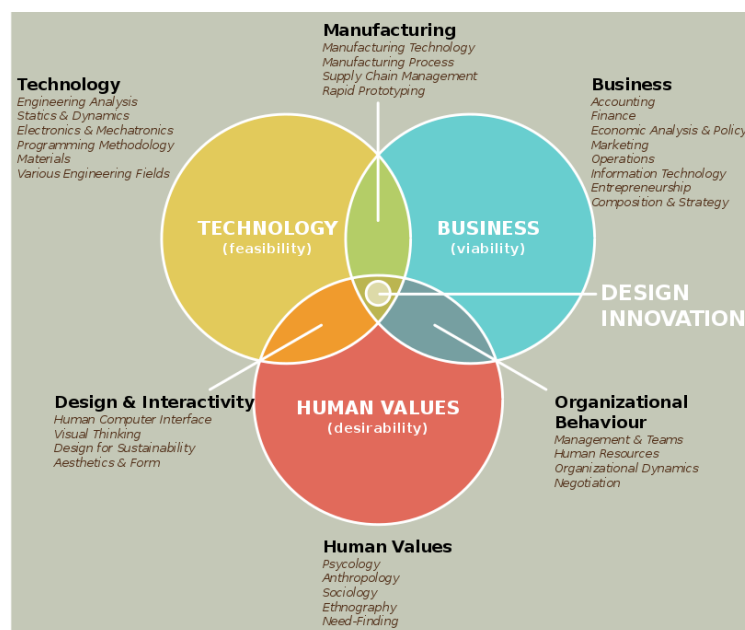 Manufacturing
Manufacturing Technology
Manufacturing Process
Supply Chain Management
Rapid Prototyping
Technology
Engineering Analysis
Statics & Dynamics
Electronics & Mechatronics
Programming Methodology
Materials
Various Engineering Fields
Business
Accounting
Finance
Economic Analysis & Policy
Marketing
Operations
Information Technology
Entrepreneurship
Composition & Strategy
TECHNOLOGY
(feasibility)
BUSINESS
(viability)
DESIGN
INNOVATION
Design & Interactivity
Human Computer Interface
Visual Thinking
Design for Sustainability
Aesthetics & Form
HUMAN VALUES
(desirability)
Organizational
Behaviour
Management & Teams
Human Resources
Organizational Dynamics
Negotiation
Human Values
Psycology
Anthropology
Sociology
Ethnography
Need-Finding